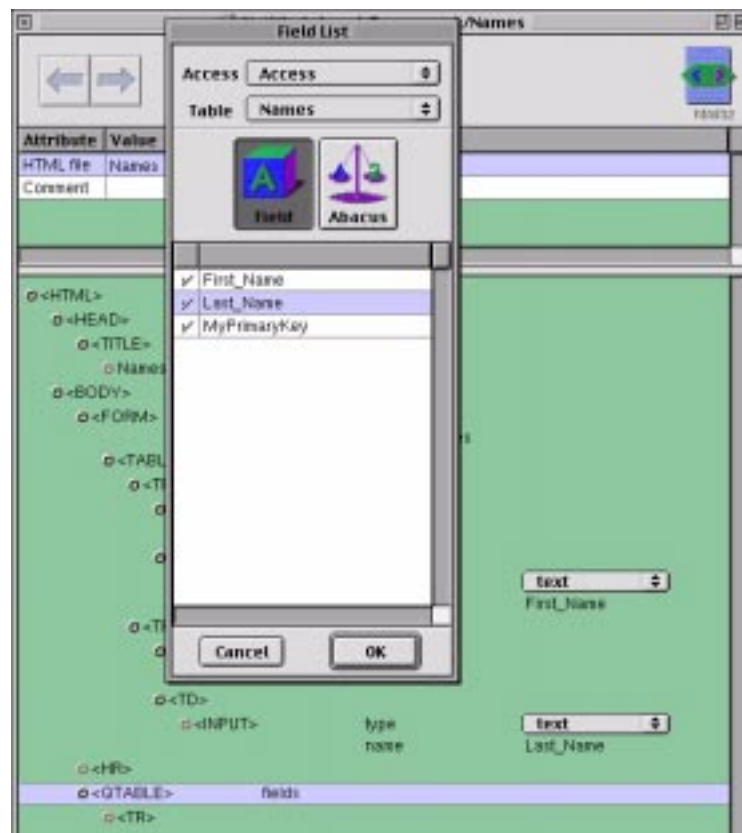 /Names
Field List
Access Access
Table Names
Attribute Value
HTML file Names
Comment
Field
Abacus
First_Name
Last_Name
MyPrimaryKey
<HTML>
<HEAD>
<TITLE>
Names
<BODY>
<FORM>
<TABL
text
First_Name
Cancel OK
<TD>
<INPUT> type text
name Last_Name
<HR>
<QTABLE> fields
<TR>